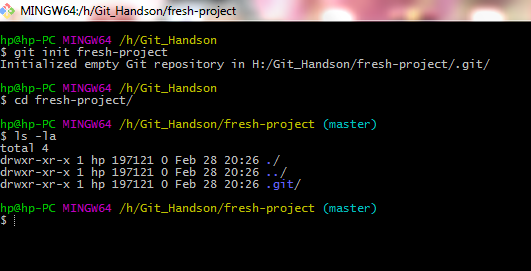 MINGW64:/h/Git_Handson/fresh-project
hp@hp-PC MINGW64 /h/Git_Handson
$ git init fresh-project
Initialized empty Git repository in H:/Git_Handson/fresh-project/.git/
hp@hp-PC MINGW64 /h/Git_Handson
$ cd fresh-project/
hp@hp-PC MINGW64 /h/Git_Handson/fresh-project (master)
$ ls -la
total 4
drwxr-xr-x 1 hp 197121 0 Feb 28 20:26 ./
drwxr-xr-x 1 hp 197121 0 Feb 28 20:26 ../
drwxr-xr-x 1 hp 197121 0 Feb 28 20:26 .git/
hp@hp-PC MINGW64 /h/Git_Handson/fresh-project (master)
$